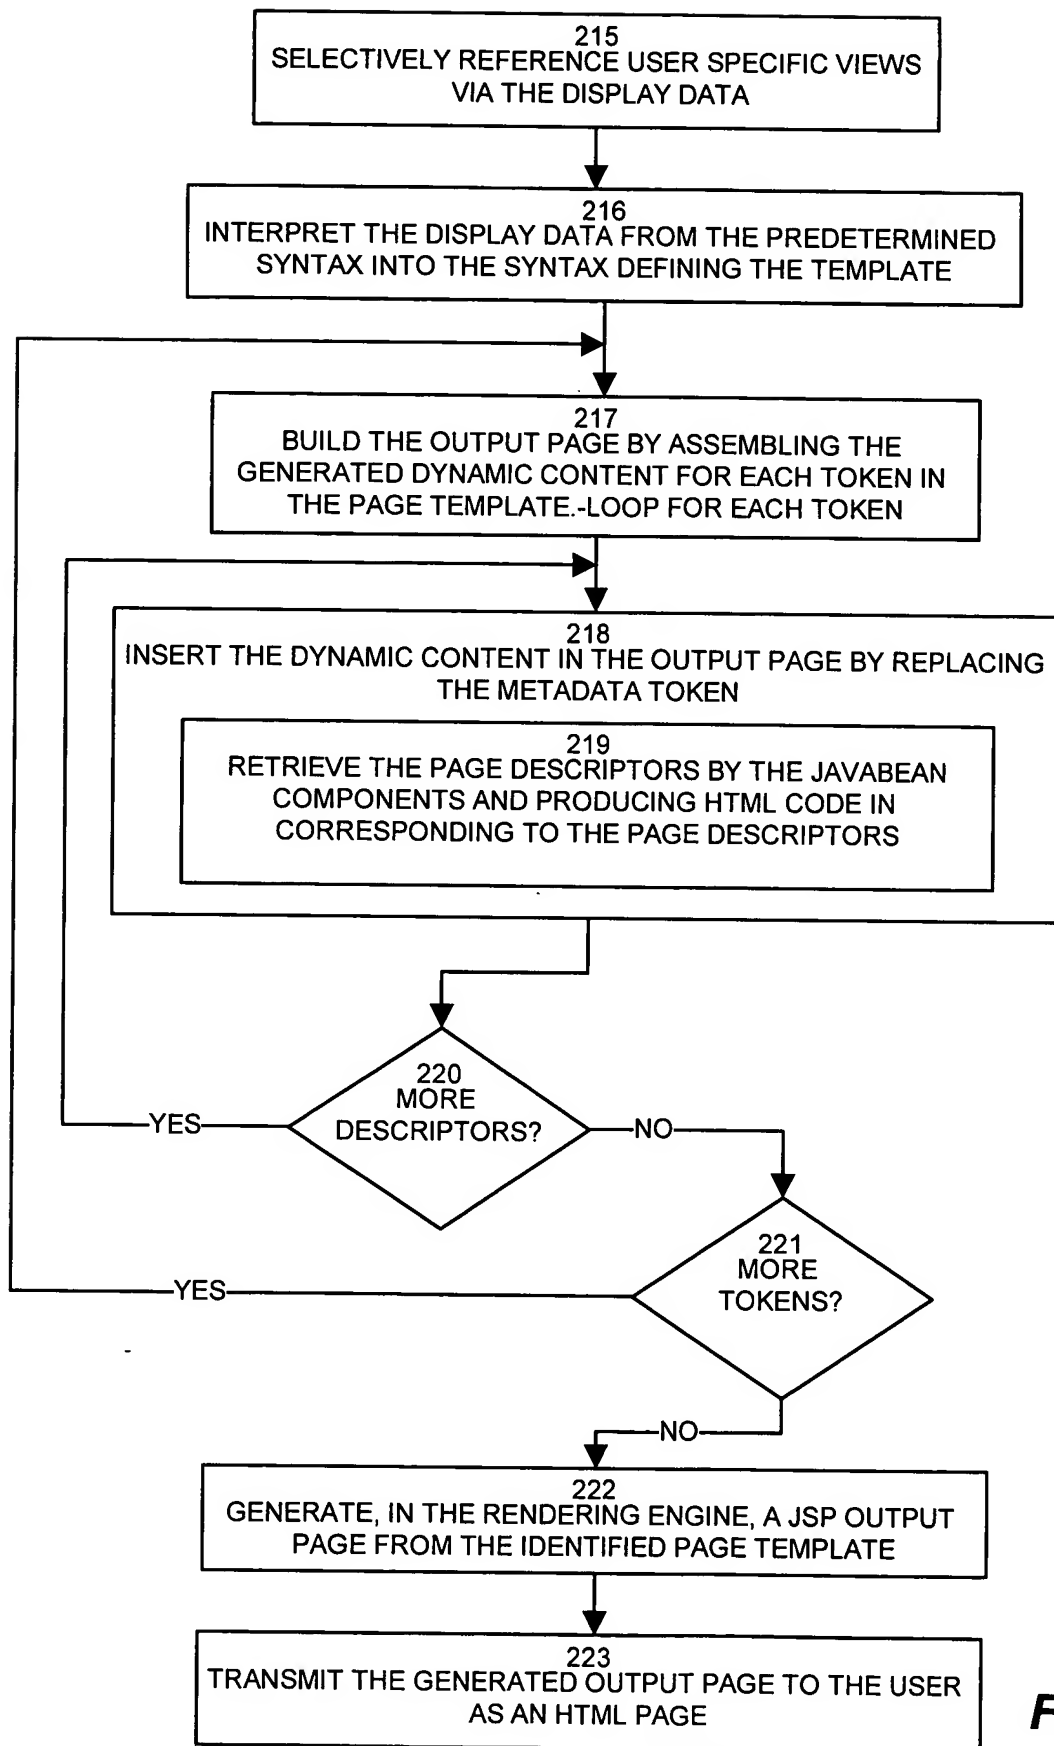 215
SELECTIVELY REFERENCE USER SPECIFIC VIEWS
VIA THE DISPLAY DATA
216
INTERPRET THE DISPLAY DATA FROM THE PREDETERMINED
SYNTAX INTO THE SYNTAX DEFINING THE TEMPLATE
217
BUILD THE OUTPUT PAGE BY ASSEMBLING THE
GENERATED DYNAMIC CONTENT FOR EACH TOKEN IN
THE PAGE TEMPLATE.-LOOP FOR EACH TOKEN
218
INSERT THE DYNAMIC CONTENT IN THE OUTPUT PAGE BY REPLACING
THE METADATA TOKEN
219
RETRIEVE THE PAGE DESCRIPTORS BY THE JAVABEAN
COMPONENTS AND PRODUCING HTML CODE IN
CORRESPONDING TO THE PAGE DESCRIPTORS
220
MORE
DESCRIPTORS?
YES
NO
221
MORE
TOKENS?
YES
NO
222
GENERATE, IN THE RENDERING ENGINE, A JSP OUTPUT
PAGE FROM THE IDENTIFIED PAGE TEMPLATE
223
TRANSMIT THE GENERATED OUTPUT PAGE TO THE USER
AS AN HTML PAGE